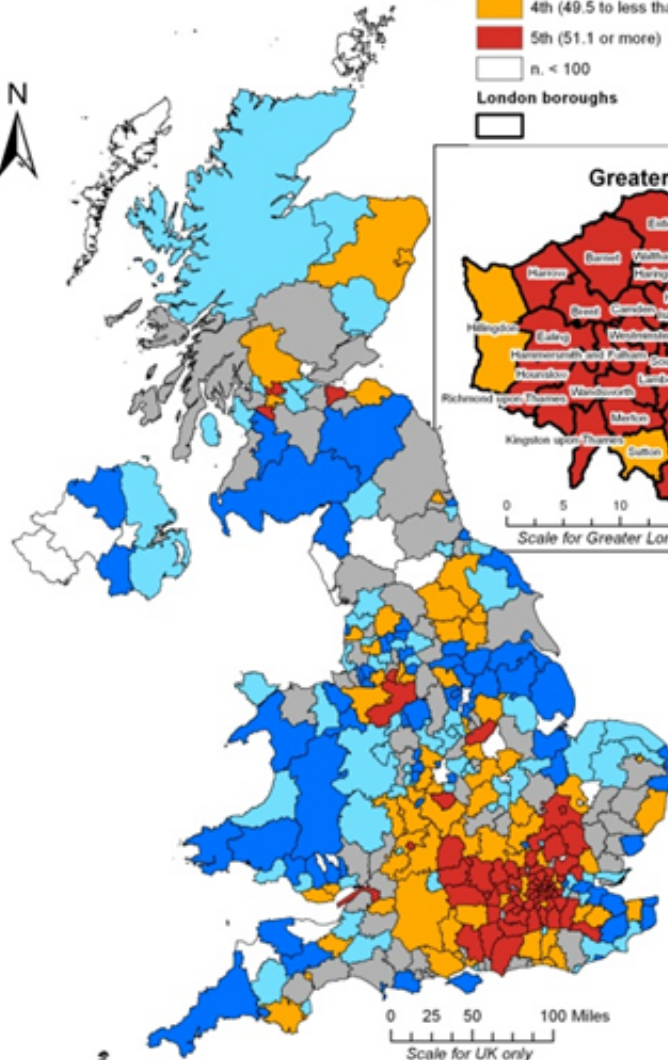 4th (49.5 to less tha
5th (51.1 or more)
n. < 100
London boroughs
N
Greater
Barnet
Harrow
Brent
Camden
Hillingdon
Ealing
Westminste
Hammersmith and Fulham
Hounslow
Richmond upon Thames
Wandsworth
Merton
Kingston upon Thames
Sutton
0 5 10
Scale for Greater Lon
0 25 50 100 Miles
Scale for UK only